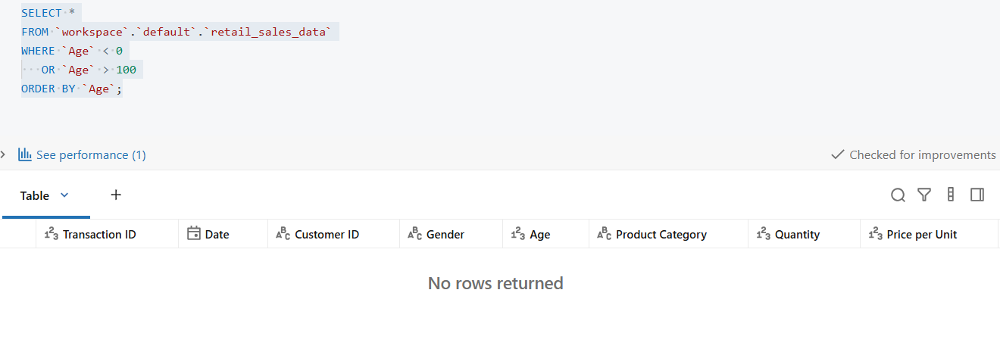 SELECT *
FROM `workspace`.`default`.`retail_sales_data`
WHERE `Age` < 0
   OR `Age` > 100
ORDER BY `Age`;
See performance (1)
Checked for improvements
Table
Transaction ID Date Customer ID Gender Age Product Category Quantity Price per Unit
No rows returned